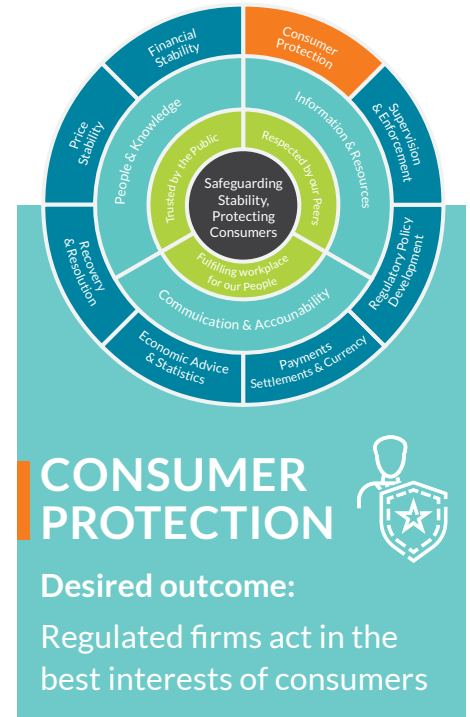 Financial
Stability
Consumer
Protection
Supervision
& Enforcement
Regulatory Policy
Development
Payments
Settlements & Currency
Economic Advice
& Statistics
Recovery
& Resolution
Price
Stability
People & Knowledge
Information & Resources
Commuication & Accounability
Trusted by the Public
Respected by our Peers
Fulfilling workplace
for our People
Safeguarding
Stability,
Protecting
Consumers
CONSUMER
PROTECTION
Desired outcome:
Regulated firms act in the
best interests of consumers